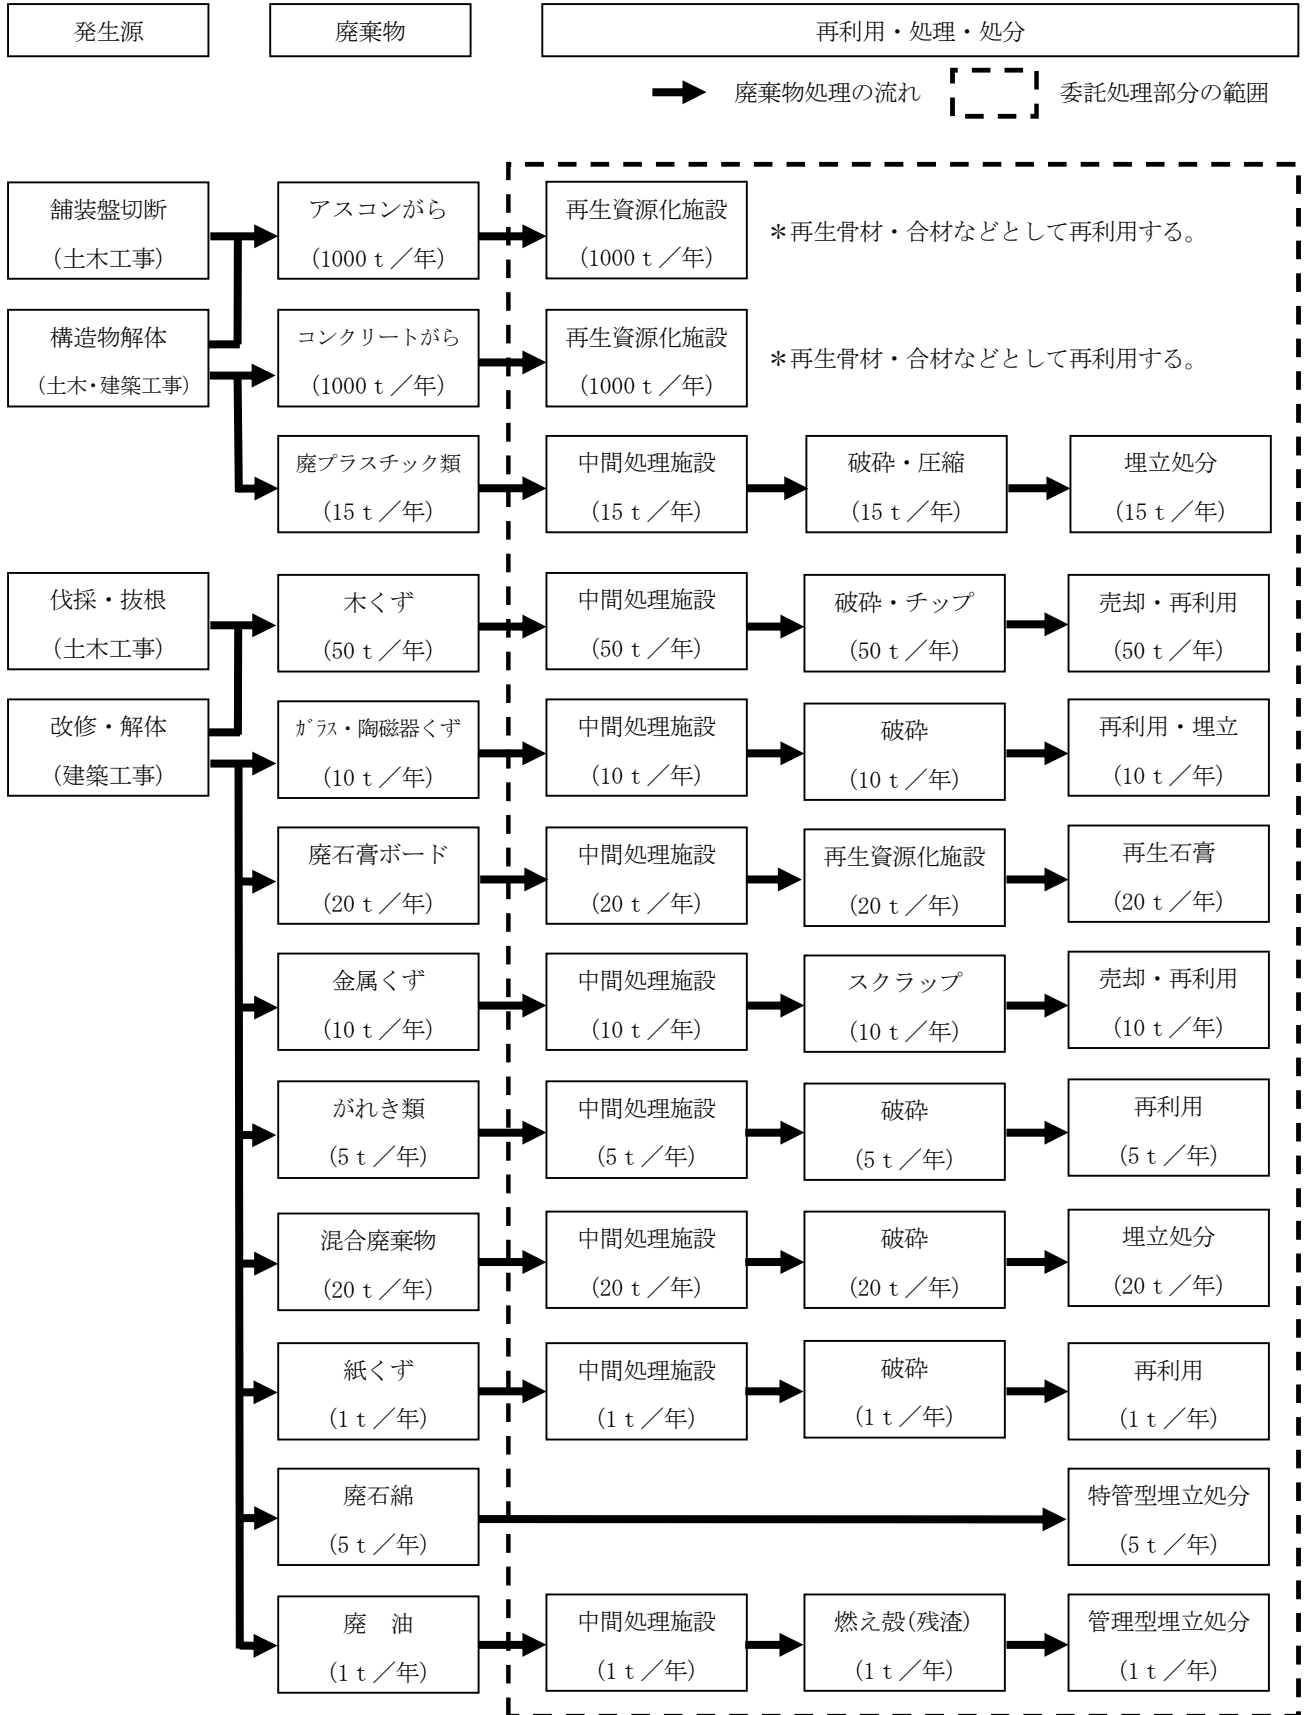 発生源
廃棄物
再利用・処理・処分
廃棄物処理の流れ
委託処理部分の範囲
舗装盤切断
(土木工事)
アスコンがら
(1000ｔ／年)
再生資源化施設
(1000ｔ／年)
＊再生骨材・合材などとして再利用する。
構造物解体
(土木・建築工事)
コンクリートがら
(1000ｔ／年)
再生資源化施設
(1000ｔ／年)
＊再生骨材・合材などとして再利用する。
廃プラスチック類
(15ｔ／年)
中間処理施設
(15ｔ／年)
破砕・圧縮
(15ｔ／年)
埋立処分
(15ｔ／年)
伐採・抜根
(土木工事)
木くず
(50ｔ／年)
中間処理施設
(50ｔ／年)
破砕・チップ
(50ｔ／年)
売却・再利用
(50ｔ／年)
改修・解体
(建築工事)
ｶﾞﾗｽ・陶磁器くず
(10ｔ／年)
中間処理施設
(10ｔ／年)
破砕
(10ｔ／年)
再利用・埋立
(10ｔ／年)
廃石膏ボード
(20ｔ／年)
中間処理施設
(20ｔ／年)
再生資源化施設
(20ｔ／年)
再生石膏
(20ｔ／年)
金属くず
(10ｔ／年)
中間処理施設
(10ｔ／年)
スクラップ
(10ｔ／年)
売却・再利用
(10ｔ／年)
がれき類
(5ｔ／年)
中間処理施設
(5ｔ／年)
破砕
(5ｔ／年)
再利用
(5ｔ／年)
混合廃棄物
(20ｔ／年)
中間処理施設
(20ｔ／年)
破砕
(20ｔ／年)
埋立処分
(20ｔ／年)
紙くず
(1ｔ／年)
中間処理施設
(1ｔ／年)
破砕
(1ｔ／年)
再利用
(1ｔ／年)
廃石綿
(5ｔ／年)
特管型埋立処分
(5ｔ／年)
廃　油
(1ｔ／年)
中間処理施設
(1ｔ／年)
燃え殻(残渣)
(1ｔ／年)
管理型埋立処分
(1ｔ／年)